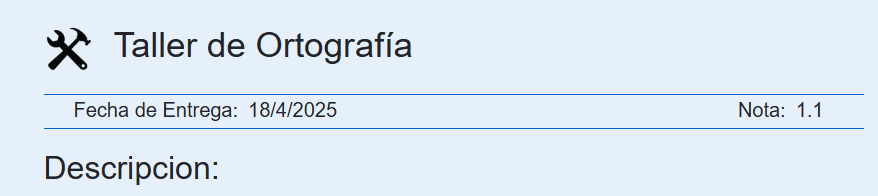 Taller de Ortografía
Fecha de Entrega: 18/4/2025 Nota: 1.1
Descripcion: